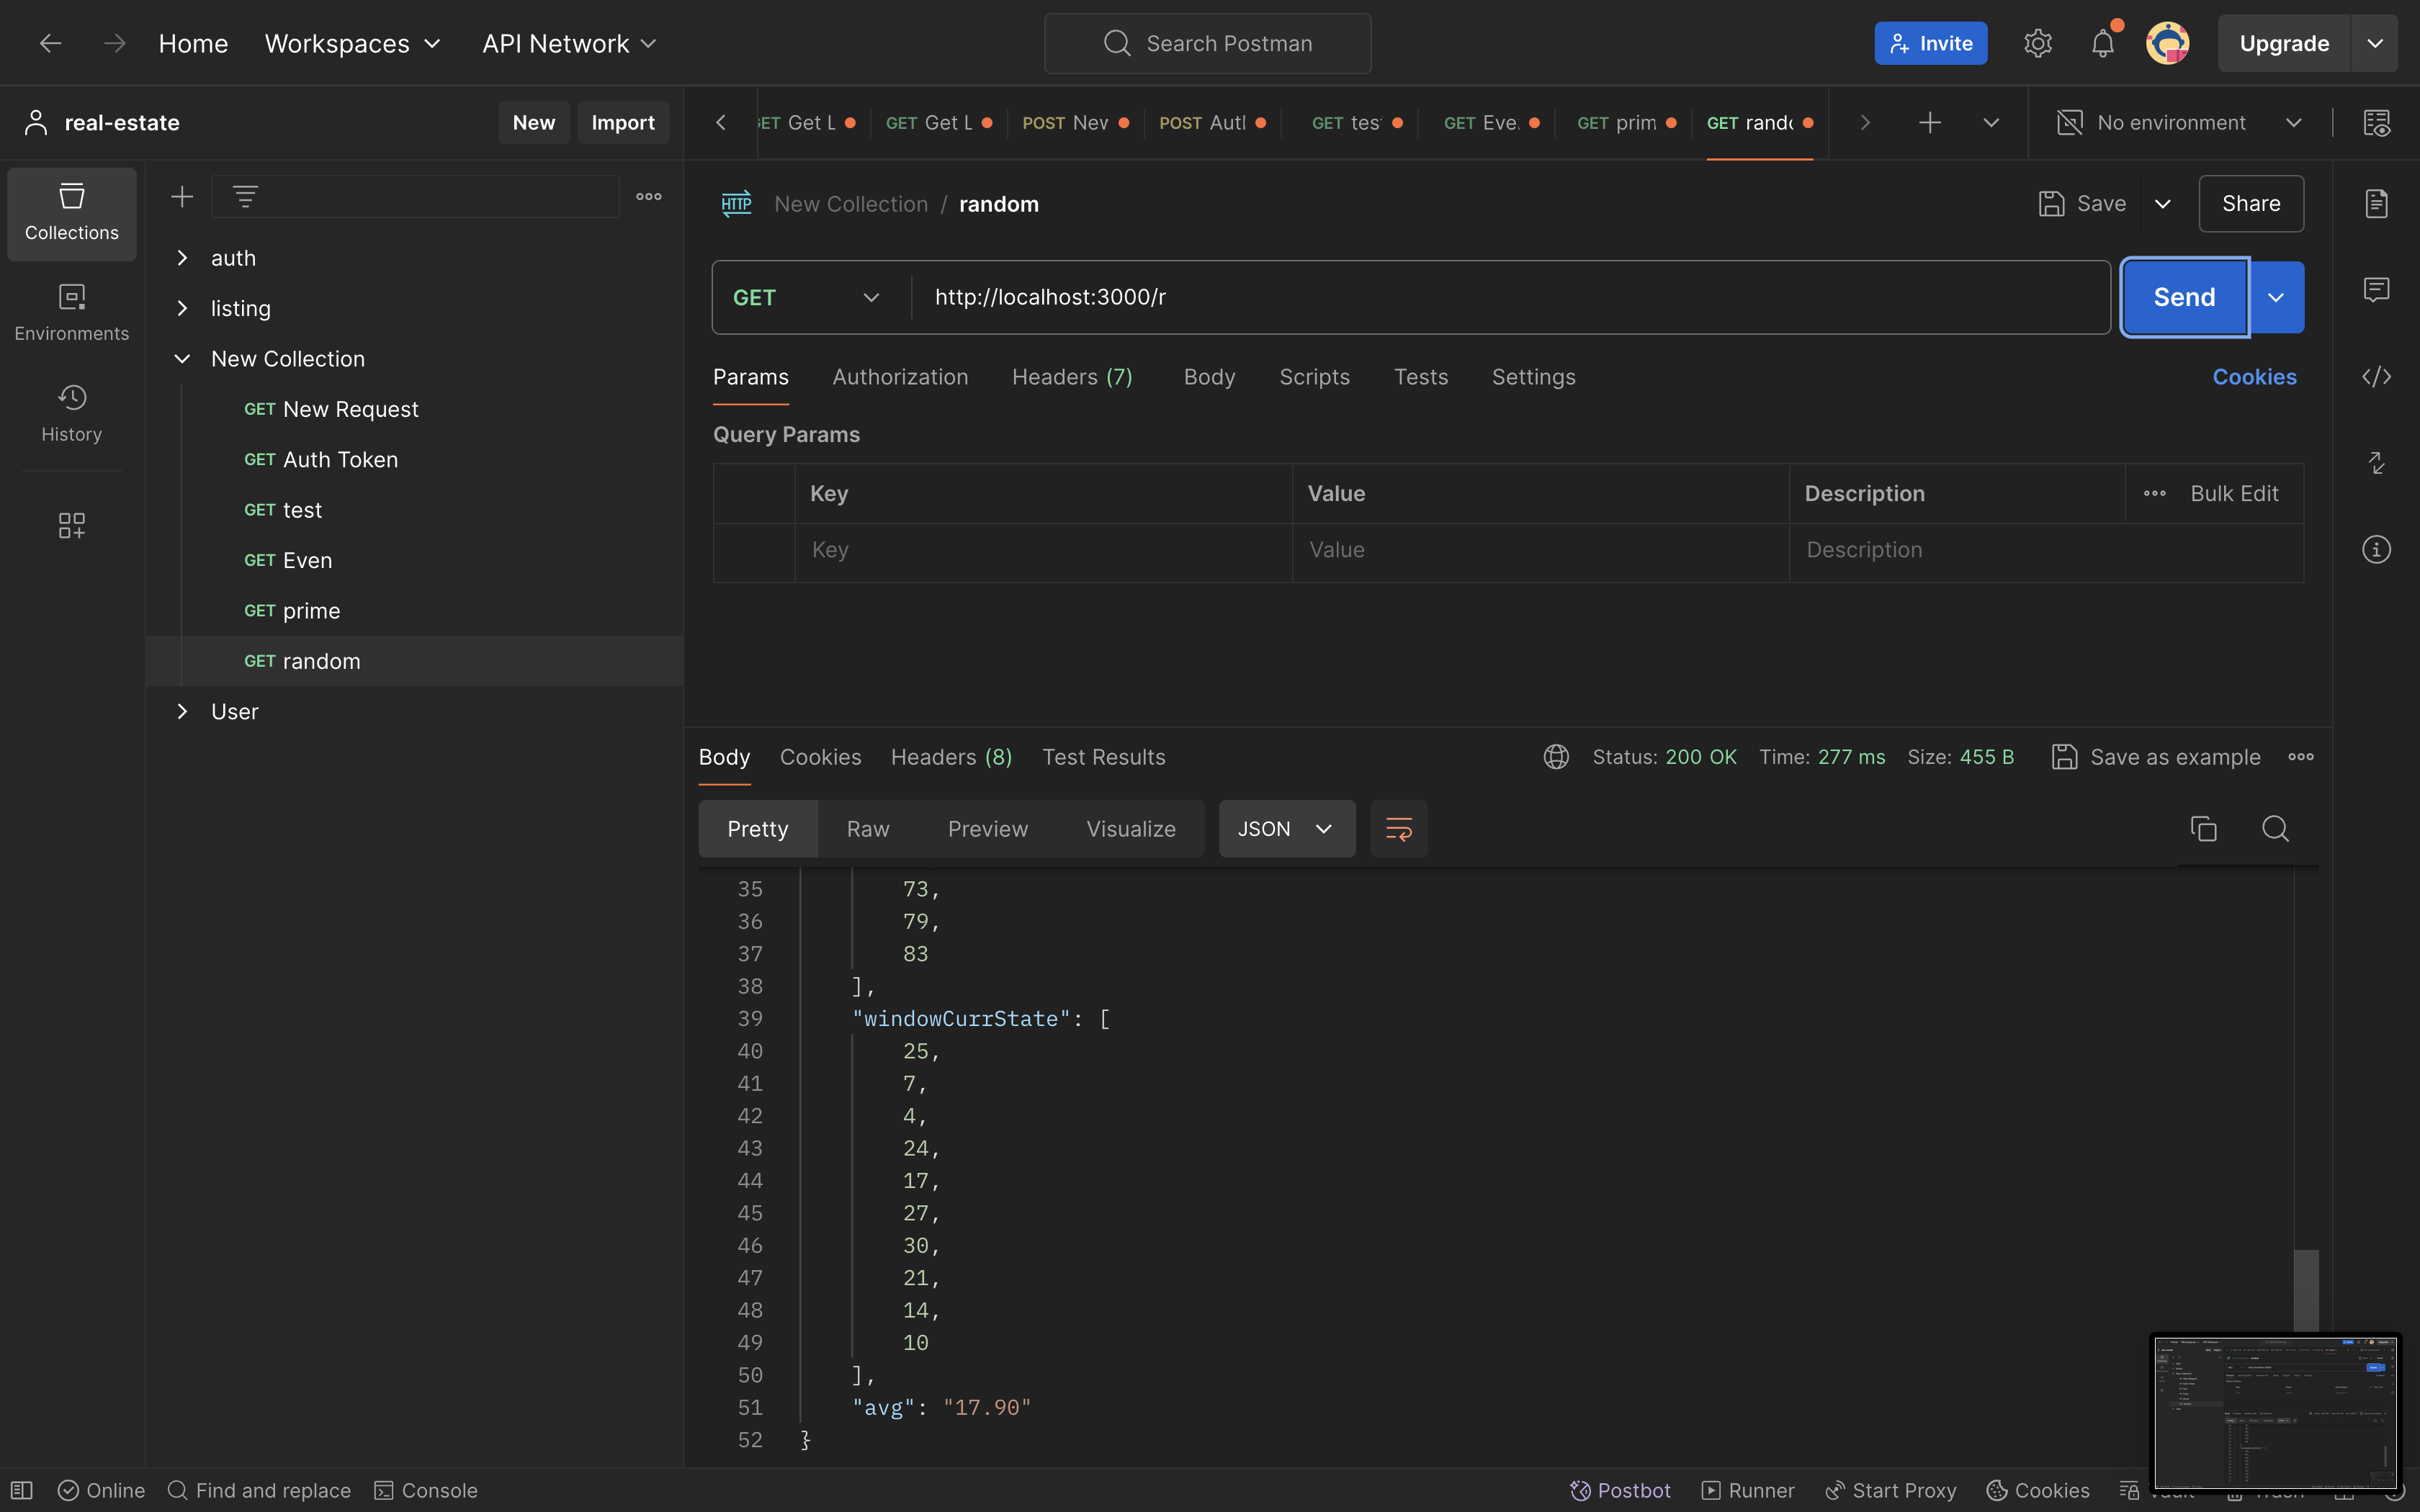 Home Workspaces API Network Search Postman Invite Upgrade
real-estate New Import
GET Get L GET Get L POST Nev POST Autl GET tes GET Eve. GET prim GET rand No environment
Collections
Environments
History
auth
listing
New Collection
GET New Request
GET Auth Token
GET test
GET Even
GET prime
GET random
User
HTTP New Collection / random Save Share
GET http://localhost:3000/r Send
Params Authorization Headers (7) Body Scripts Tests Settings Cookies
Query Params
Key Value Description Bulk Edit
Key Value Description
Body Cookies Headers (8) Test Results Status: 200 OK Time: 277 ms Size: 455 B Save as example
Pretty Raw Preview Visualize JSON
35 73,
36 79,
37 83
38 ],
39 "windowCurrState": [
40 25,
41 7,
42 4,
43 24,
44 17,
45 27,
46 30,
47 21,
48 14,
49 10
50 ],
51 "avg": "17.90"
52 }
Online Find and replace Console Postbot Runner Start Proxy Cookies